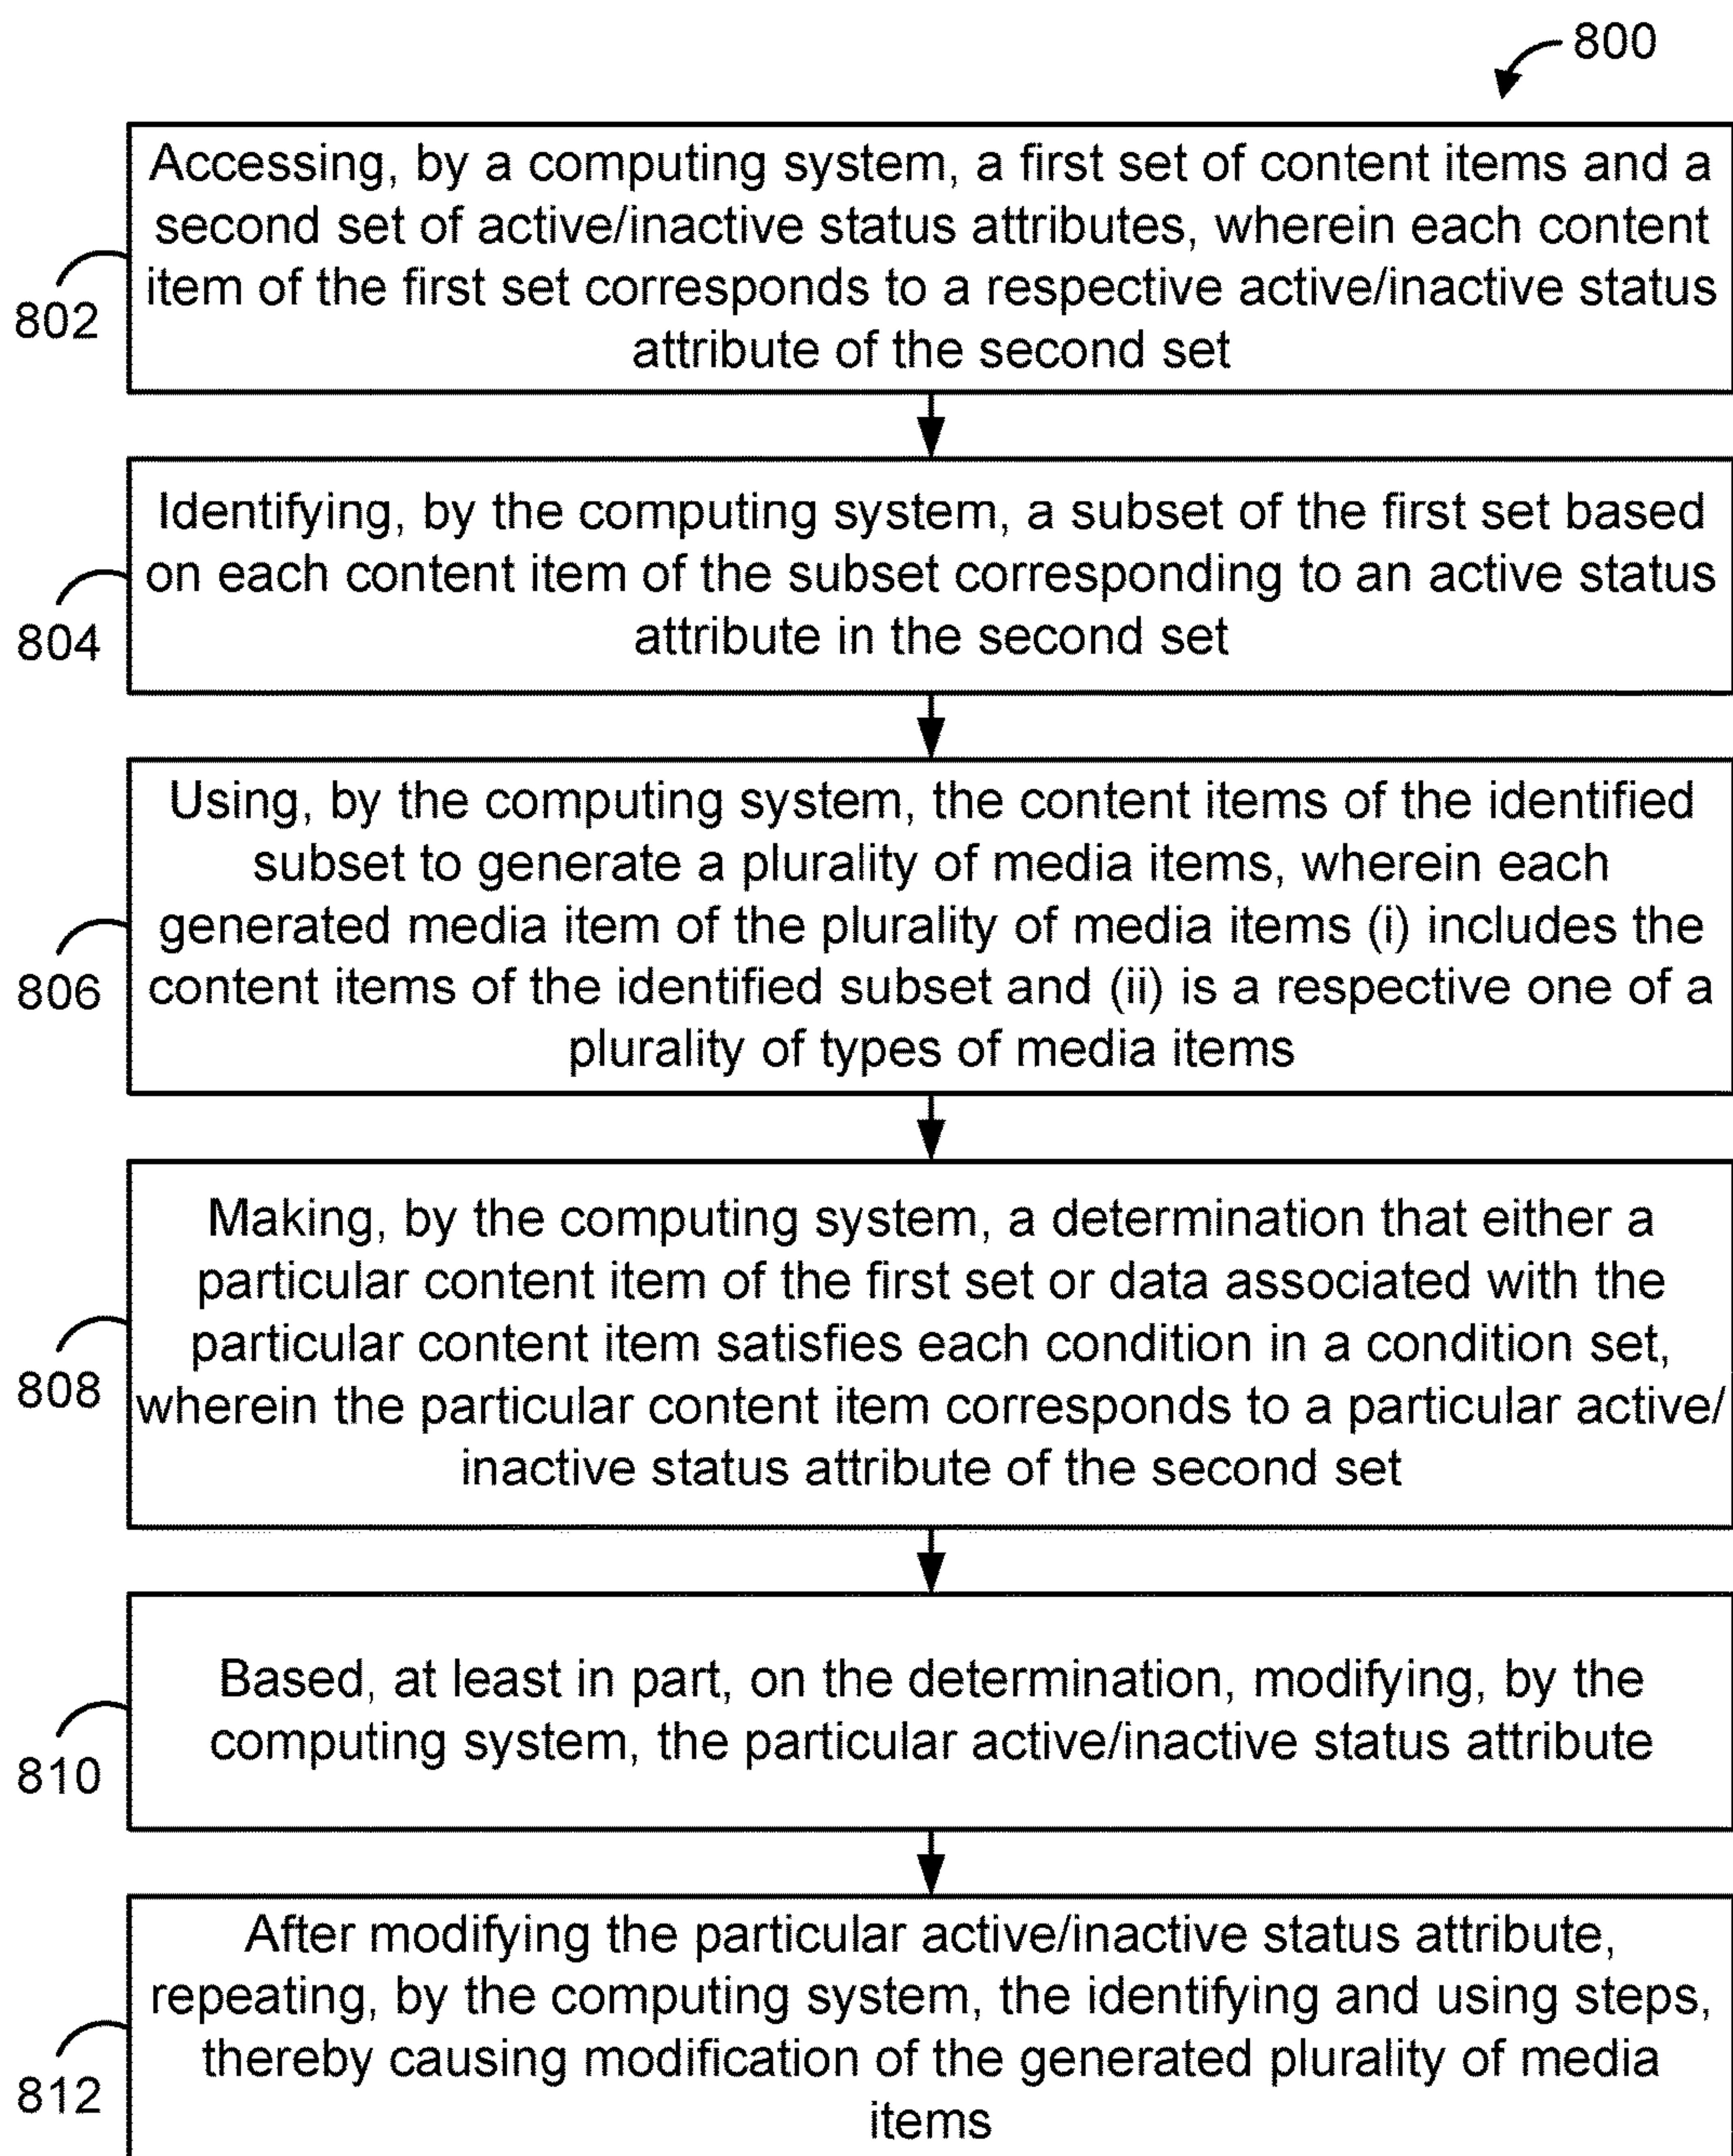 800
Accessing, by a computing system, a first set of content items and a
second set of active/inactive status attributes, wherein each content
item of the first set corresponds to a respective active/inactive status
attribute of the second set
802
Identifying, by the computing system, a subset of the first set based
on each content item of the subset corresponding to an active status
attribute in the second set
804
Using, by the computing system, the content items of the identified
subset to generate a plurality of media items, wherein each
generated media item of the plurality of media items (i) includes the
content items of the identified subset and (ii) is a respective one of a
plurality of types of media items
806
Making, by the computing system, a determination that either a
particular content item of the first set or data associated with the
particular content item satisfies each condition in a condition set,
wherein the particular content item corresponds to a particular active/
inactive status attribute of the second set
808
Based, at least in part, on the determination, modifying, by the
computing system, the particular active/inactive status attribute
810
After modifying the particular active/inactive status attribute,
repeating, by the computing system, the identifying and using steps,
thereby causing modification of the generated plurality of media
items
812